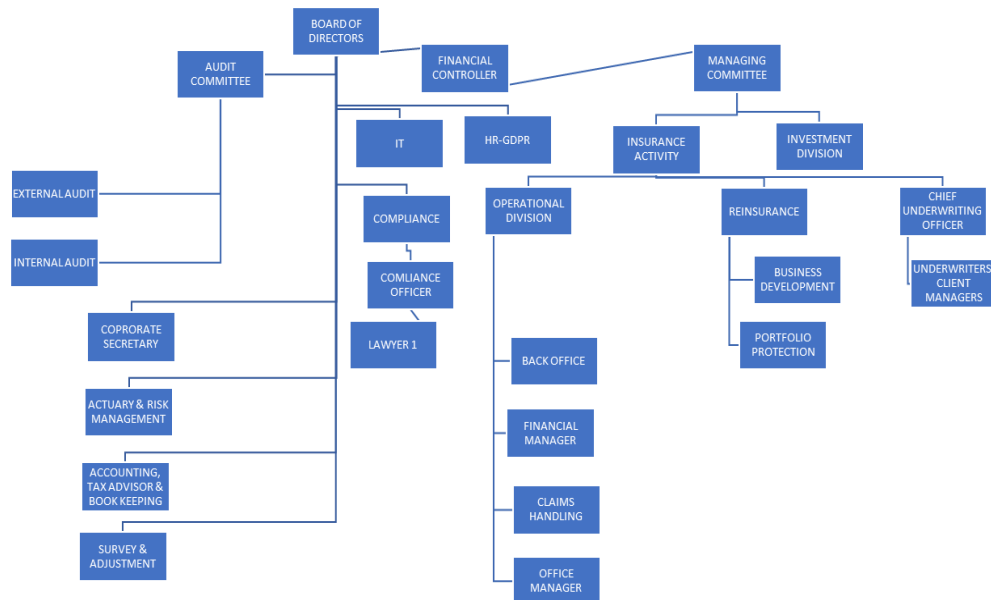 BOARD OF
DIRECTORS
FINANCIAL
CONTROLLER
MANAGING
COMMITTEE
AUDIT
COMMITTEE
IT
HR-GDPR
INSURANCE
ACTIVITY
INVESTMENT
DIVISION
EXTERNAL AUDIT
INTERNAL AUDIT
COMPLIANCE
OPERATIONAL
DIVISION
REINSURANCE
CHIEF
UNDERWRITING
OFFICER
COMLIANCE
OFFICER
BUSINESS
DEVELOPMENT
UNDERWRITERS
CLIENT
MANAGERS
COPRORATE
SECRETARY
LAWYER 1
PORTFOLIO
PROTECTION
BACK OFFICE
ACTUARY & RISK
MANAGEMENT
FINANCIAL
MANAGER
ACCOUNTING,
TAX ADVISOR &
BOOK KEEPING
CLAIMS
HANDLING
SURVEY &
ADJUSTMENT
OFFICE
MANAGER